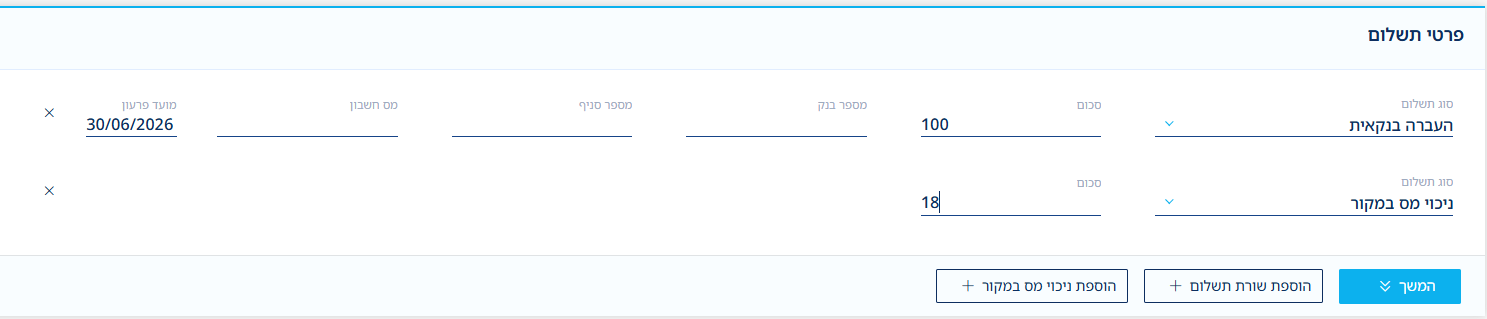 פרטי תשלום
סוג תשלום סכום מספר בנק מספר סניף מס חשבון מועד פרעון
העברה בנקאית 100 30/06/2026
סוג תשלום סכום
ניכוי מס במקור 18
המשך הוספת שורת תשלום + הוספת ניכוי מס במקור +